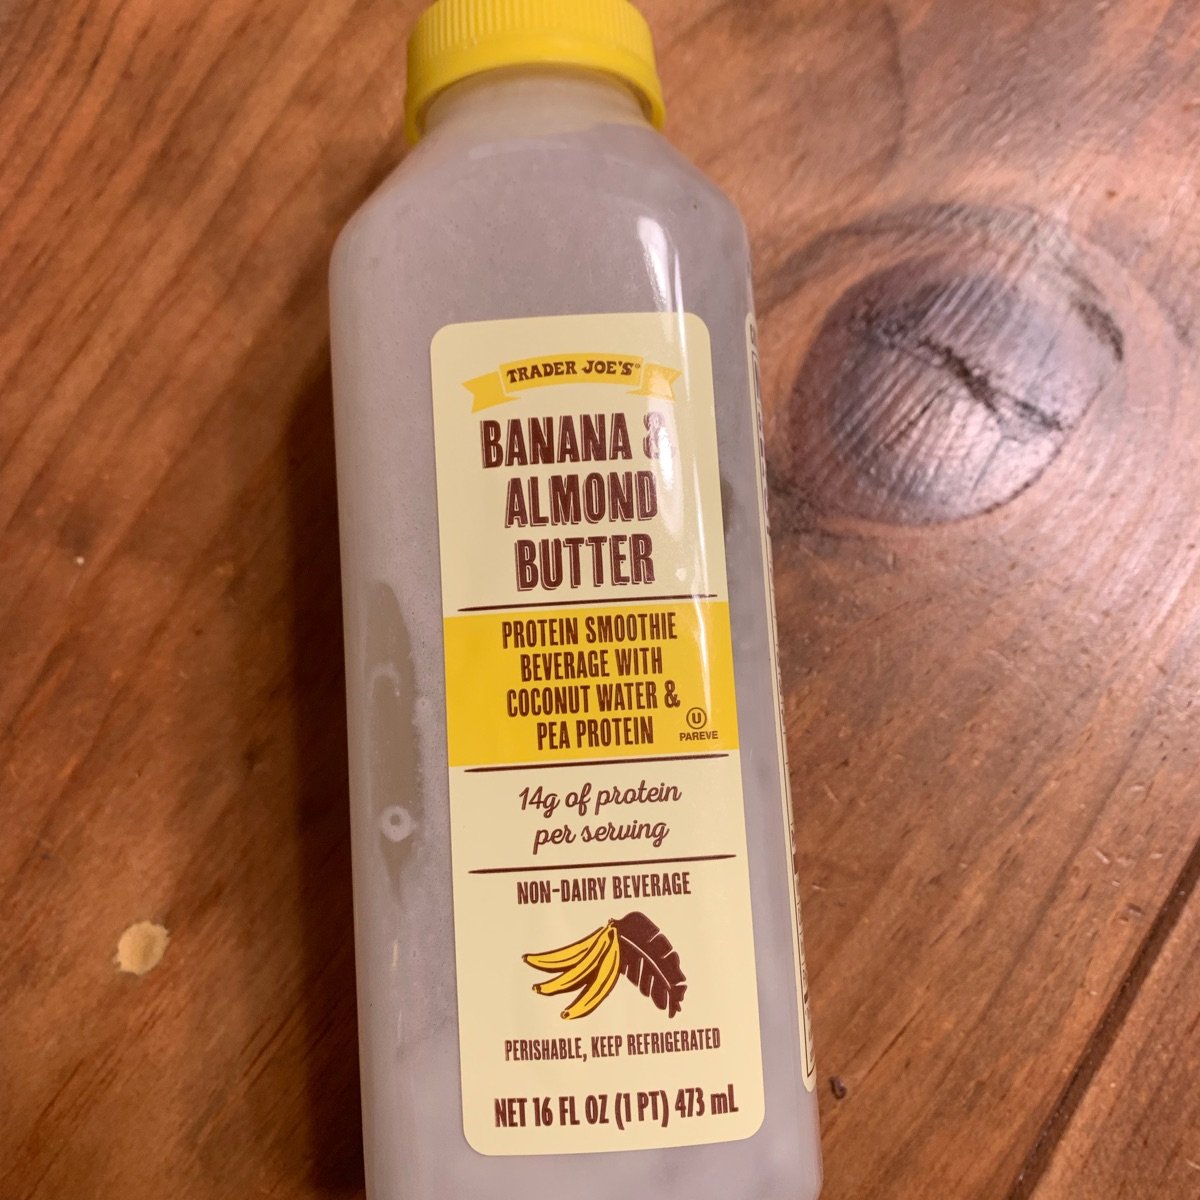 TRADER JOE'S
BANANA &
ALMOND
BUTTER
PROTEIN SMOOTHIE
BEVERAGE WITH
COCONUT WATER &
PEA PROTEIN
U
PAREVE
14g of protein
per serving
NON-DAIRY BEVERAGE
PERISHABLE, KEEP REFRIGERATED
NET 16 FL OZ (1 PT) 473 mL